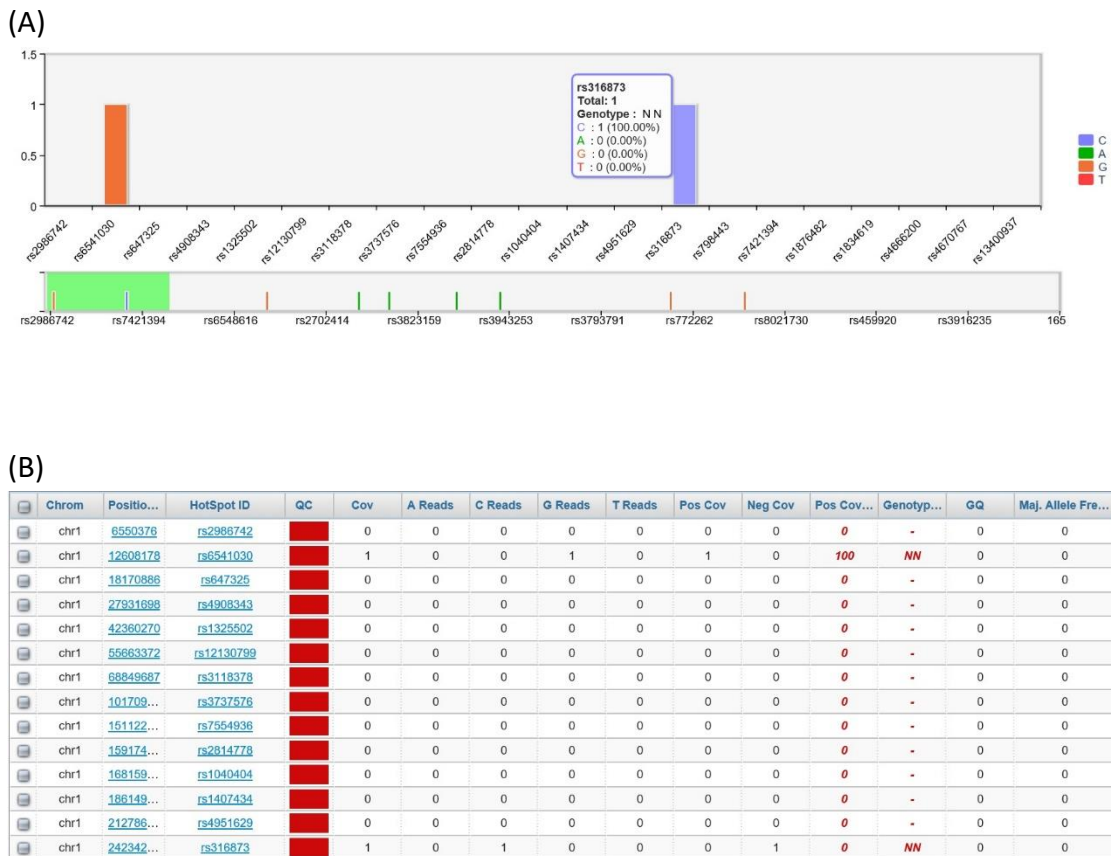 (A)
1.5
1
0.5
0
rs316873
Total: 1
Genotype : N N
C : 1 (100.00%)
A : 0 (0.00%)
G : 0 (0.00%)
T : 0 (0.00%)
C
A
G
T
rs2986742 rs6541030 rs647325 rs4908343 rs1325502 rs12130799 rs3118378 rs3737576 rs7554936 rs2814778 rs1040404 rs1407434 rs4951629 rs316873 rs798443 rs7421394 rs1876482 rs1834619 rs4666200 rs4670767 rs13400937
rs2986742 rs7421394 rs6548616 rs2702414 rs3823159 rs3943253 rs3793791 rs772262 rs8021730 rs459920 rs3916235 165
(B)
Chrom Positio... HotSpot ID QC Cov A Reads C Reads G Reads T Reads Pos Cov Neg Cov Pos Cov... Genotyp... GQ Maj. Allele Fre...
chr1 6550376 rs2986742 0 0 0 0 0 0 0 0 - 0 0
chr1 12608178 rs6541030 1 0 0 1 0 1 0 100 NN 0 0
chr1 18170886 rs647325 0 0 0 0 0 0 0 0 - 0 0
chr1 27931698 rs4908343 0 0 0 0 0 0 0 0 - 0 0
chr1 42360270 rs1325502 0 0 0 0 0 0 0 0 - 0 0
chr1 55663372 rs12130799 0 0 0 0 0 0 0 0 - 0 0
chr1 68849687 rs3118378 0 0 0 0 0 0 0 0 - 0 0
chr1 101709... rs3737576 0 0 0 0 0 0 0 0 - 0 0
chr1 151122... rs7554936 0 0 0 0 0 0 0 0 - 0 0
chr1 159174... rs2814778 0 0 0 0 0 0 0 0 - 0 0
chr1 168159... rs1040404 0 0 0 0 0 0 0 0 - 0 0
chr1 186149... rs1407434 0 0 0 0 0 0 0 0 - 0 0
chr1 212786... rs4951629 0 0 0 0 0 0 0 0 - 0 0
chr1 242342... rs316873 1 0 1 0 0 0 1 0 NN 0 0